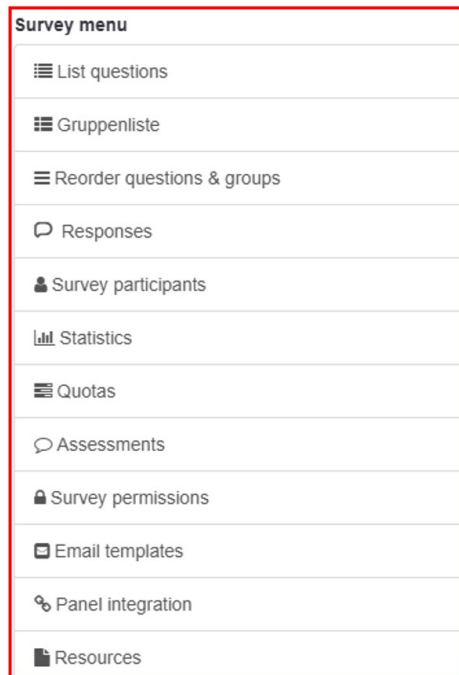 Survey menu
List questions
Gruppenliste
Reorder questions & groups
Responses
Survey participants
Statistics
Quotas
Assessments
Survey permissions
Email templates
Panel integration
Resources